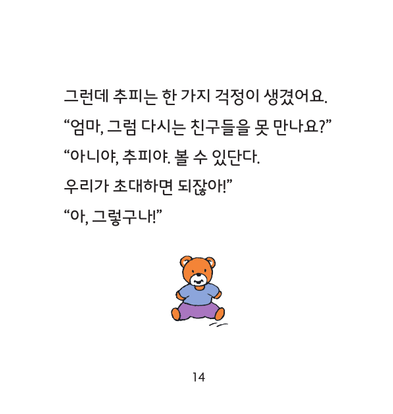 그런데 추피는 한 가지 걱정이 생겼어요.
“엄마, 그럼 다시는 친구들을 못 만나요?”
“아니야, 추피야. 볼 수 있단다.
우리가 초대하면 되잖아!”
“아, 그렇구나!”
14